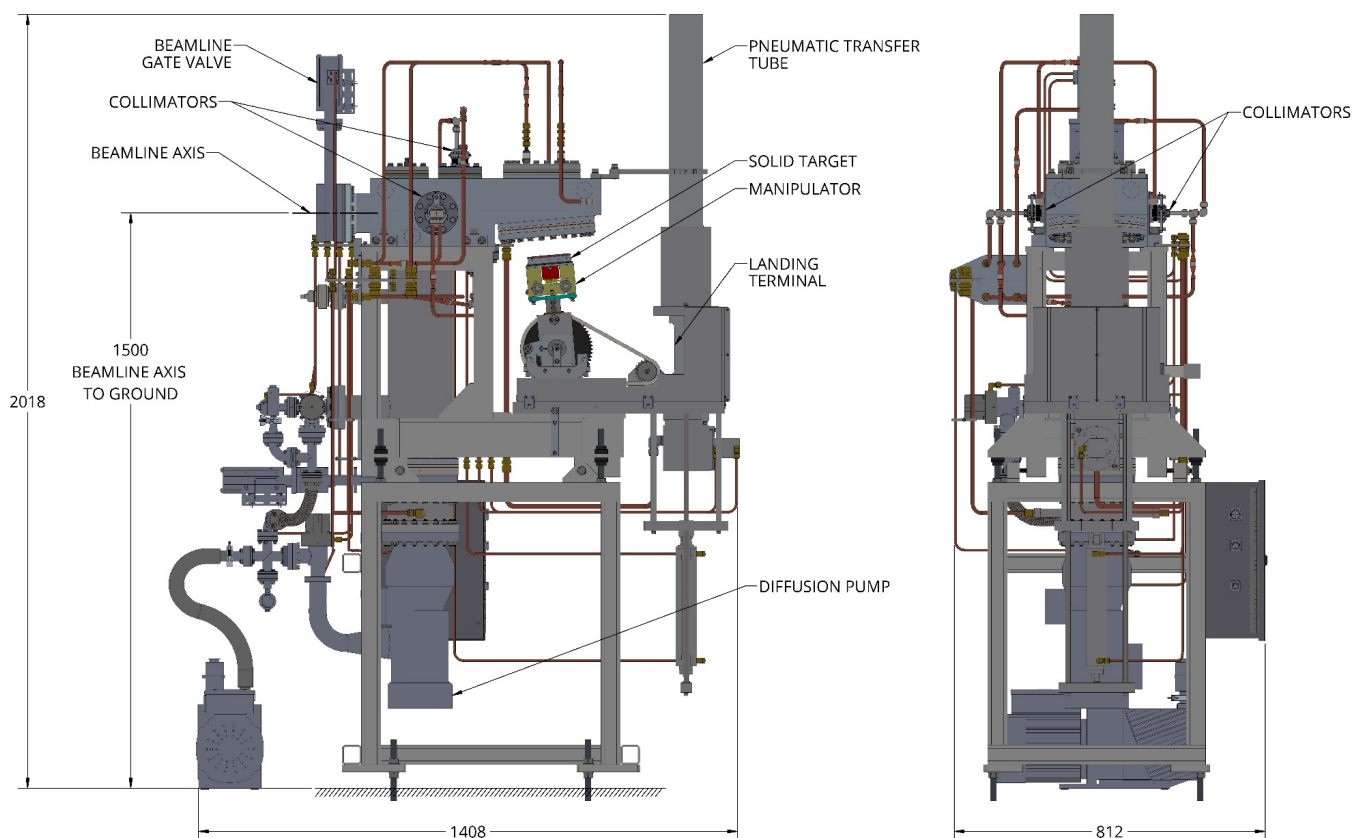 BEAMLINE
GATE VALVE
COLLIMATORS
BEAMLINE AXIS
1500
BEAMLINE AXIS
TO GROUND
2018
PNEUMATIC TRANSFER
TUBE
SOLID TARGET
MANIPULATOR
LANDING
TERMINAL
DIFFUSION PUMP
1408
COLLIMATORS
812